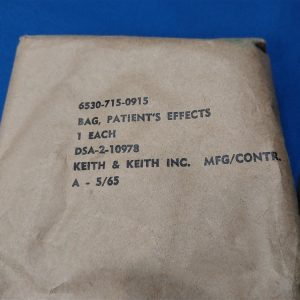 6530-715-0915
BAG, PATIENT'S EFFECTS
1 EACH
DSA-2-10978
KEITH & KEITH INC. MFG/CONTR.
A - 5/65